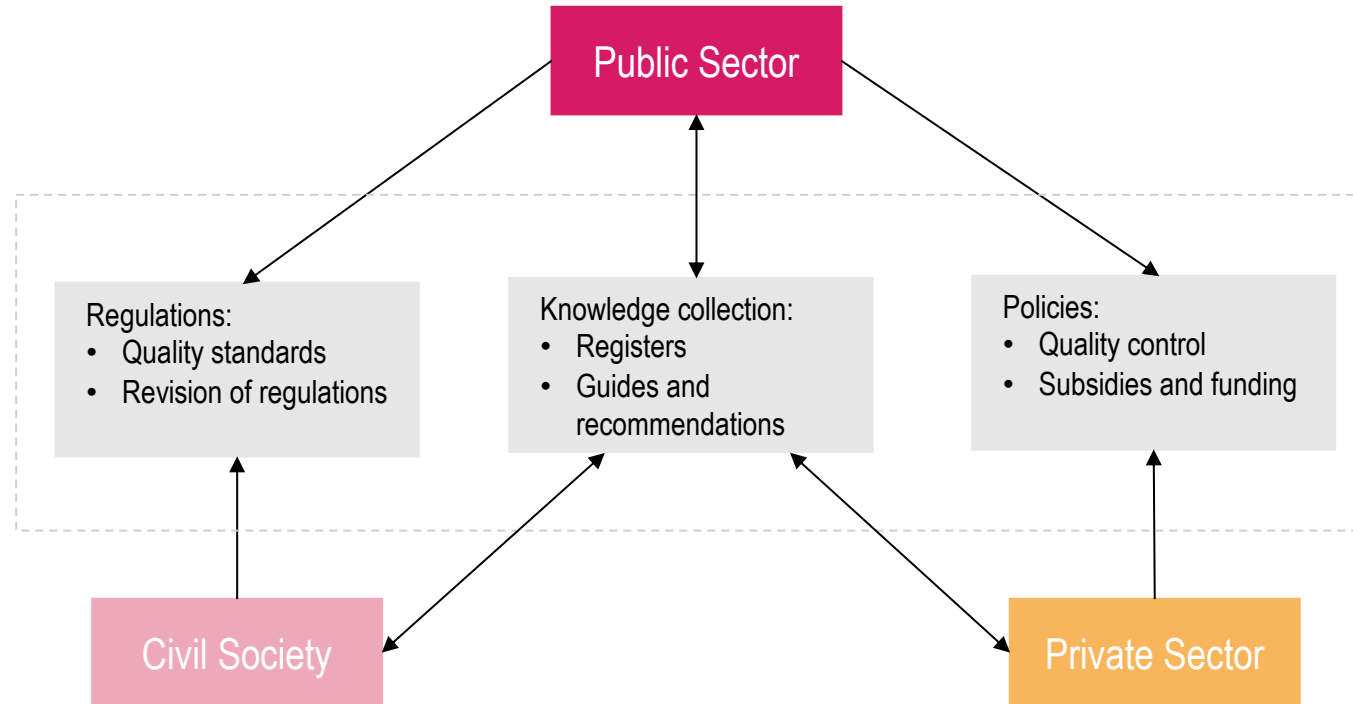 Public Sector
Regulations:
• Quality standards
• Revision of regulations
Knowledge collection:
• Registers
• Guides and
recommendations
Policies:
• Quality control
• Subsidies and funding
Civil Society
Private Sector